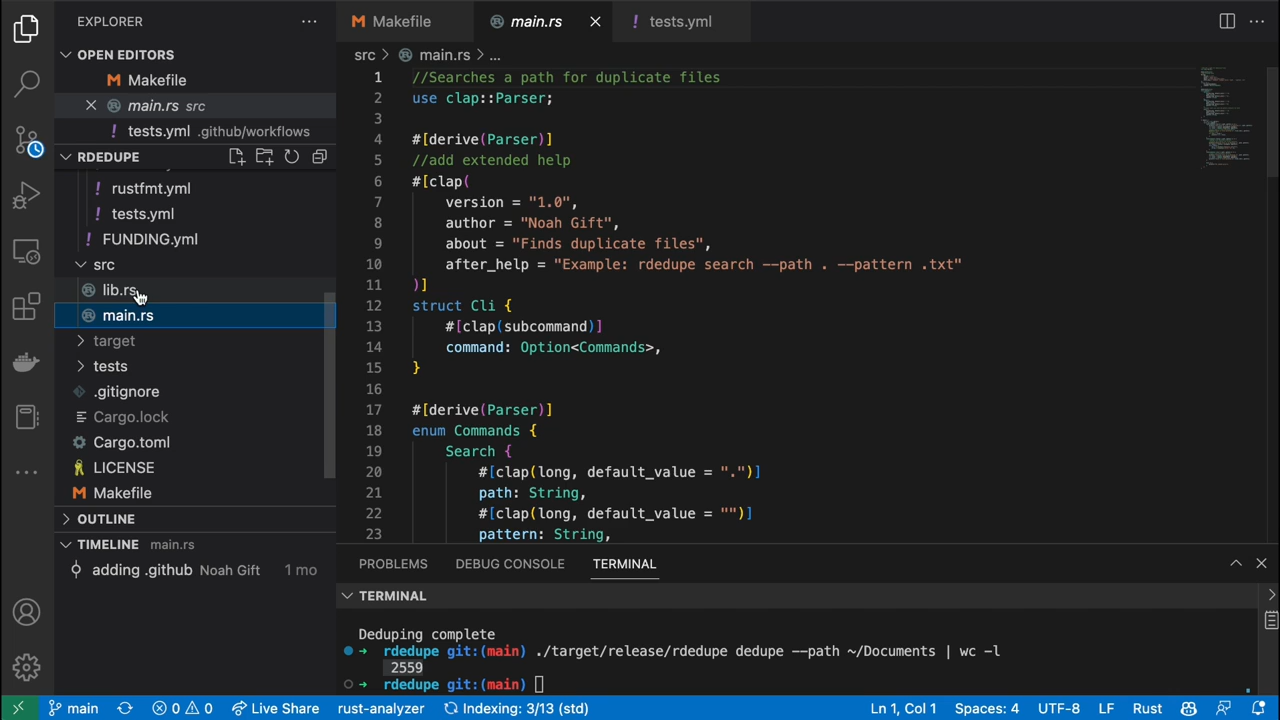 EXPLORER
OPEN EDITORS
Makefile
main.rs src
tests.yml .github/workflows
RDEDUPE
rustfmt.yml
tests.yml
FUNDING.yml
src
lib.rs
main.rs
target
tests
.gitignore
Cargo.lock
Cargo.toml
LICENSE
Makefile
OUTLINE
TIMELINE main.rs
adding .github Noah Gift 1 mo
Makefile
main.rs
tests.yml
src > main.rs > ...
1 //Searches a path for duplicate files
2 use clap::Parser;
3
4 #[derive(Parser)]
5 //add extended help
6 #[clap(
7 version = "1.0",
8 author = "Noah Gift",
9 about = "Finds duplicate files",
10 after_help = "Example: rdedupe search --path . --pattern .txt"
11 )]
12 struct Cli {
13 #[clap(subcommand)]
14 command: Option<Commands>,
15 }
16
17 #[derive(Parser)]
18 enum Commands {
19 Search {
20 #[clap(long, default_value = ".")]
21 path: String,
22 #[clap(long, default_value = "")]
23 pattern: String,
PROBLEMS DEBUG CONSOLE TERMINAL
TERMINAL
Deduping complete
rdedupe git:(main) ./target/release/rdedupe dedupe --path ~/Documents | wc -l
2559
rdedupe git:(main)
main 0 0 Live Share rust-analyzer Indexing: 3/13 (std) Ln 1, Col 1 Spaces: 4 UTF-8 LF Rust